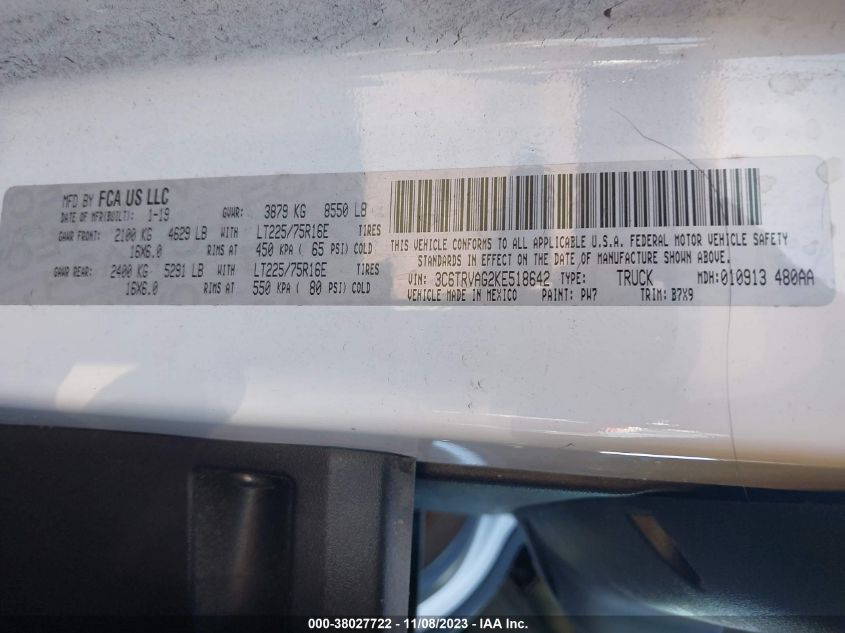 MFD BY FCA US LLC
DATE OF MFR(BUILT): 1-19 GVWR: 3879 KG 8550 LB
GAWR FRONT: 2100 KG 4629 LB WITH LT225/75R16E TIRES
16X6.0 RIMS AT 450 KPA ( 65 PSI) COLD
GAWR REAR: 2400 KG 5291 LB WITH LT225/75R16E TIRES
16X6.0 RIMS AT 550 KPA ( 80 PSI) COLD
THIS VEHICLE CONFORMS TO ALL APPLICABLE U.S.A. FEDERAL MOTOR VEHICLE SAFETY
STANDARDS IN EFFECT ON THE DATE OF MANUFACTURE SHOWN ABOVE.
VIN: 3C6TRVAG2KE518642 TYPE: TRUCK MDH:010913 480AA
VEHICLE MADE IN MEXICO PAINT: PW7 TRIM: B7X9
000-38027722 - 11/08/2023 - IAA Inc.